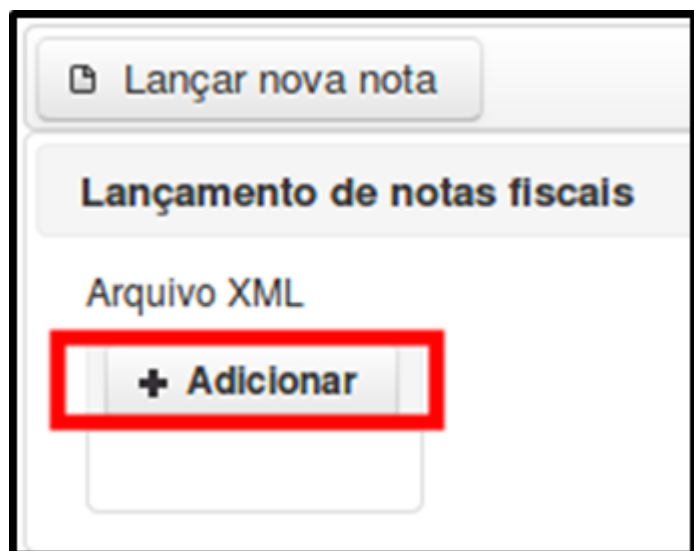 Lançar nova nota
Lançamento de notas fiscais
Arquivo XML
+ Adicionar